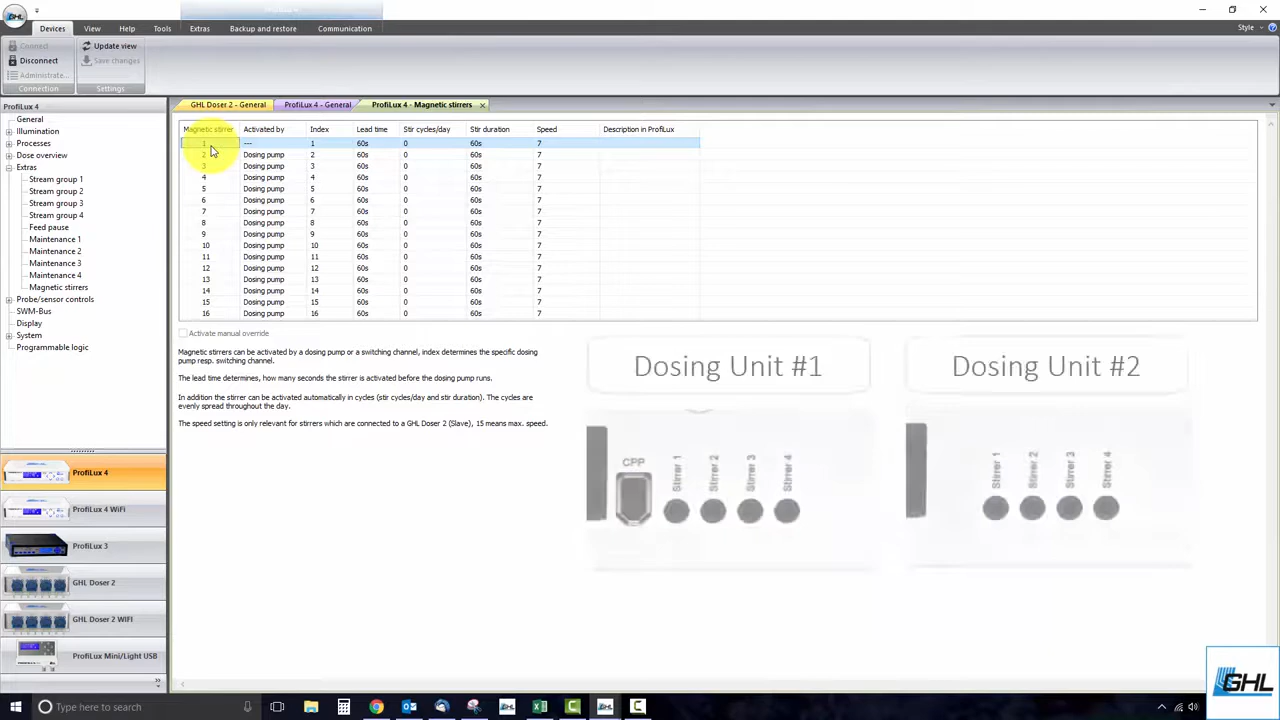 GHL
Devices View Help Tools Extras Backup and restore Communication
Style
Connect
Disconnect
Administrate...
Connection
Update view
Save changes
Settings
ProfiLux 4
General
Illumination
Processes
Dose overview
Extras
Stream group 1
Stream group 2
Stream group 3
Stream group 4
Feed pause
Maintenance 1
Maintenance 2
Maintenance 3
Maintenance 4
Magnetic stirrers
Probe/sensor controls
SWM-Bus
Display
System
Programmable logic
ProfiLux 4
ProfiLux 4 WiFi
ProfiLux 3
GHL Doser 2
GHL Doser 2 WIFI
ProfiLux Mini/Light USB
GHL Doser 2 - General ProfiLux 4 - General ProfiLux 4 - Magnetic stirrers
Magnetic stirrer Activated by Index Lead time Stir cycles/day Stir duration Speed Description in ProfiLux
1 --- 1 60s 0 60s 7
2 Dosing pump 2 60s 0 60s 7
3 Dosing pump 3 60s 0 60s 7
4 Dosing pump 4 60s 0 60s 7
5 Dosing pump 5 60s 0 60s 7
6 Dosing pump 6 60s 0 60s 7
7 Dosing pump 7 60s 0 60s 7
8 Dosing pump 8 60s 0 60s 7
9 Dosing pump 9 60s 0 60s 7
10 Dosing pump 10 60s 0 60s 7
11 Dosing pump 11 60s 0 60s 7
12 Dosing pump 12 60s 0 60s 7
13 Dosing pump 13 60s 0 60s 7
14 Dosing pump 14 60s 0 60s 7
15 Dosing pump 15 60s 0 60s 7
16 Dosing pump 16 60s 0 60s 7
Activate manual override
Magnetic stirrers can be activated by a dosing pump or a switching channel, index determines the specific dosing
pump resp. switching channel.
The lead time determines, how many seconds the stirrer is activated before the dosing pump runs.
In addition the stirrer can be activated automatically in cycles (stir cycles/day and stir duration). The cycles are
evenly spread throughout the day.
The speed setting is only relevant for stirrers which are connected to a GHL Doser 2 (Slave), 15 means max. speed.
Dosing Unit #1
CPP Stirrer 1 Stirrer 2 Stirrer 3 Stirrer 4
Dosing Unit #2
Stirrer 1 Stirrer 2 Stirrer 3 Stirrer 4
GHL
Type here to search